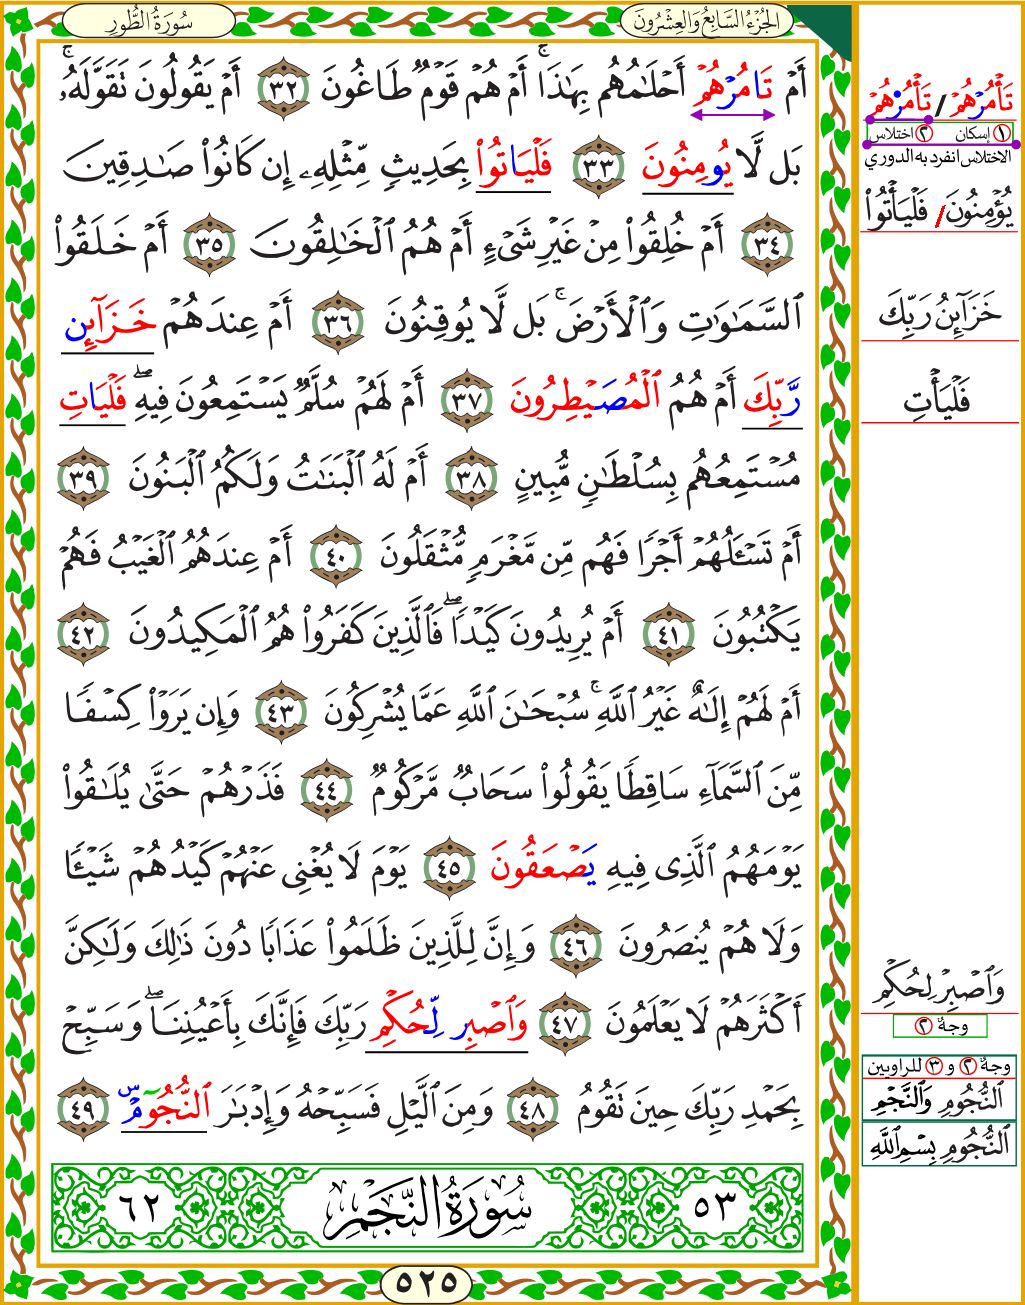 الجُزْءُ السَّابِعُ وَالعِشْرُونَ
سُورَةُ الطُّورِ
أَمْ تَامُرْهُمْ أَحْلَٰمُهُم بِهَٰذَاۚ أَمْ هُمْ قَوْمٌ طَاغُونَ ٣٢ أَمْ يَقُولُونَ تَقَوَّلَهُۥۚ
بَل لَّا يُومِنُونَ ٣٣ فَلْيَاتُوا۟ بِحَدِيثٍ مِّثْلِهِۦٓ إِن كَانُوا۟ صَٰدِقِينَ
٣٤ أَمْ خُلِقُوا۟ مِنْ غَيْرِ شَىْءٍ أَمْ هُمُ ٱلْخَٰلِقُونَ ٣٥ أَمْ خَلَقُوا۟
ٱلسَّمَٰوَٰتِ وَٱلْأَرْضَۚ بَل لَّا يُوقِنُونَ ٣٦ أَمْ عِندَهُمْ خَزَآئِن
رَّبِّكَ أَمْ هُمُ ٱلْمُصَيْطِرُونَ ٣٧ أَمْ لَهُمْ سُلَّمٌ يَسْتَمِعُونَ فِيهِۖ فَلْيَاتِ
مُسْتَمِعُهُم بِسُلْطَٰنٍ مُّبِينٍ ٣٨ أَمْ لَهُ ٱلْبَنَٰتُ وَلَكُمُ ٱلْبَنُونَ ٣٩
أَمْ تَسْـَٔلُهُمْ أَجْرًا فَهُم مِّن مَّغْرَمٍ مُّثْقَلُونَ ٤٠ أَمْ عِندَهُمُ ٱلْغَيْبُ فَهُمْ
يَكْتُبُونَ ٤١ أَمْ يُرِيدُونَ كَيْدًاۖ فَٱلَّذِينَ كَفَرُوا۟ هُمُ ٱلْمَكِيدُونَ ٤٢
أَمْ لَهُمْ إِلَٰهٌ غَيْرُ ٱللَّهِۚ سُبْحَٰنَ ٱللَّهِ عَمَّا يُشْرِكُونَ ٤٣ وَإِن يَرَوْا۟ كِسْفًا
مِّنَ ٱلسَّمَآءِ سَاقِطًا يَقُولُوا۟ سَحَابٌ مَّرْكُومٌ ٤٤ فَذَرْهُمْ حَتَّىٰ يُلَٰقُوا۟
يَوْمَهُمُ ٱلَّذِى فِيهِ يَصْعَقُونَ ٤٥ يَوْمَ لَا يُغْنِى عَنْهُمْ كَيْدُهُمْ شَيْـًٔا
وَلَا هُمْ يُنصَرُونَ ٤٦ وَإِنَّ لِلَّذِينَ ظَلَمُوا۟ عَذَابًا دُونَ ذَٰلِكَ وَلَٰكِنَّ
أَكْثَرَهُمْ لَا يَعْلَمُونَ ٤٧ وَٱصْبِر لِّحُكْمِ رَبِّكَ فَإِنَّكَ بِأَعْيُنِنَاۖ وَسَبِّحْ
بِحَمْدِ رَبِّكَ حِينَ تَقُومُ ٤٨ وَمِنَ ٱلَّيْلِ فَسَبِّحْهُ وَإِدْبَٰرَ ٱلنُّجُوٓمْۜ ٤٩
٥٣ سُورَةُ النَّجْمِ ٦٢
٥٢٥
تَأْمُرْهُمْ / تَأْمُرُهُمْ
١ إسكان ٢ اختلاس
الاختلاس انفرد به الدوري
يُؤْمِنُونَ / فَلْيَأْتُوا۟
خَزَآئِنُ رَبِّكَ
فَلْيَأْتِ
وَٱصْبِرْ لِحُكْمِ
وجهٌ ٢
وجهٌ ٢ و ٣ للراويين
ٱلنُّجُومِ وَٱلنَّجْمِ
ٱلنُّجُومِ بِسْمِ ٱللَّهِ